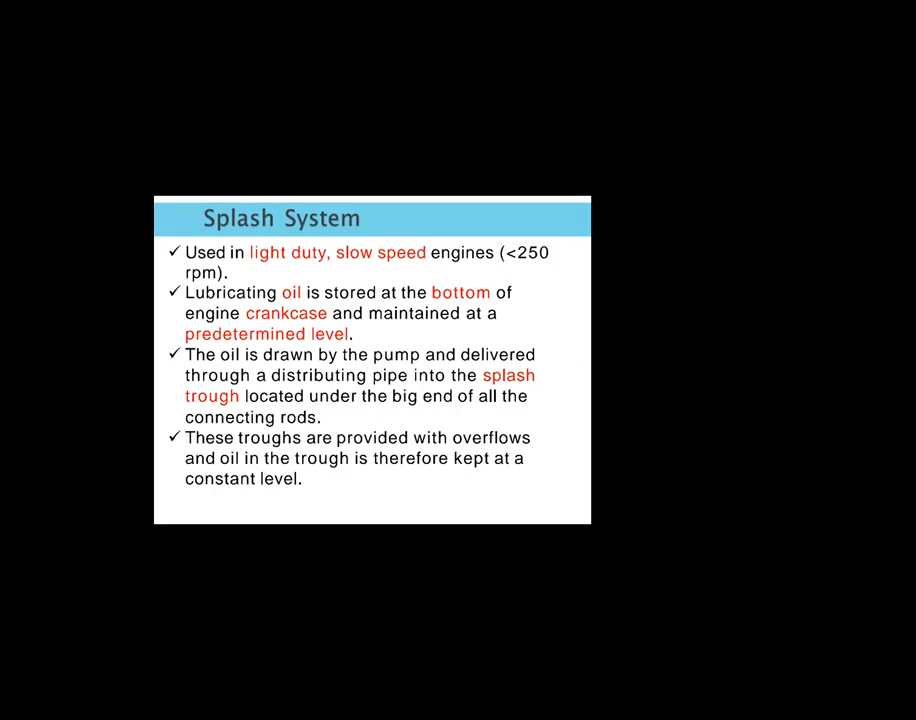 Splash System
✓ Used in light duty, slow speed engines (<250
rpm).
✓ Lubricating oil is stored at the bottom of
engine crankcase and maintained at a
predetermined level.
✓ The oil is drawn by the pump and delivered
through a distributing pipe into the splash
trough located under the big end of all the
connecting rods.
✓ These troughs are provided with overflows
and oil in the trough is therefore kept at a
constant level.